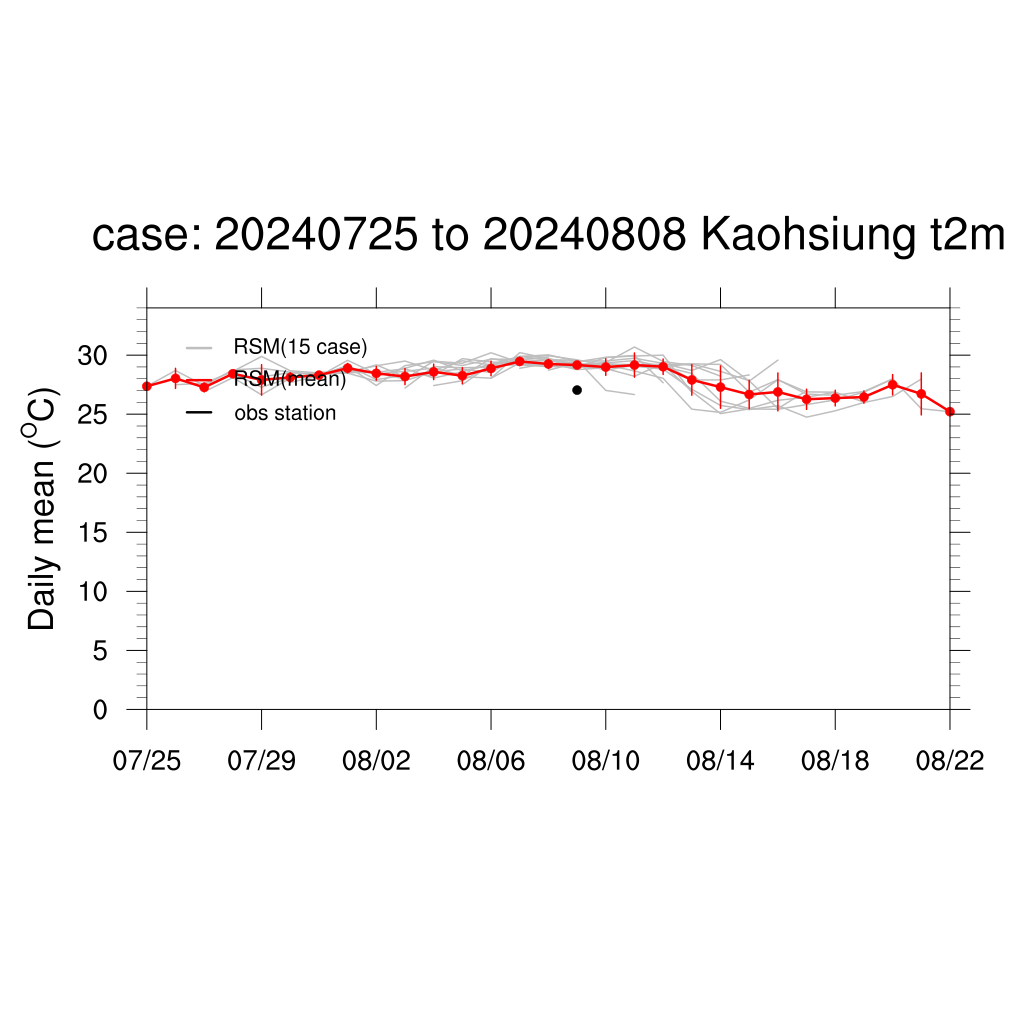 case: 20240725 to 20240808 Kaohsiung t2m
RSM(15 case)
RSM(mean)
obs station
Daily mean (°C)
30
25
20
15
10
5
0
07/25 07/29 08/02 08/06 08/10 08/14 08/18 08/22